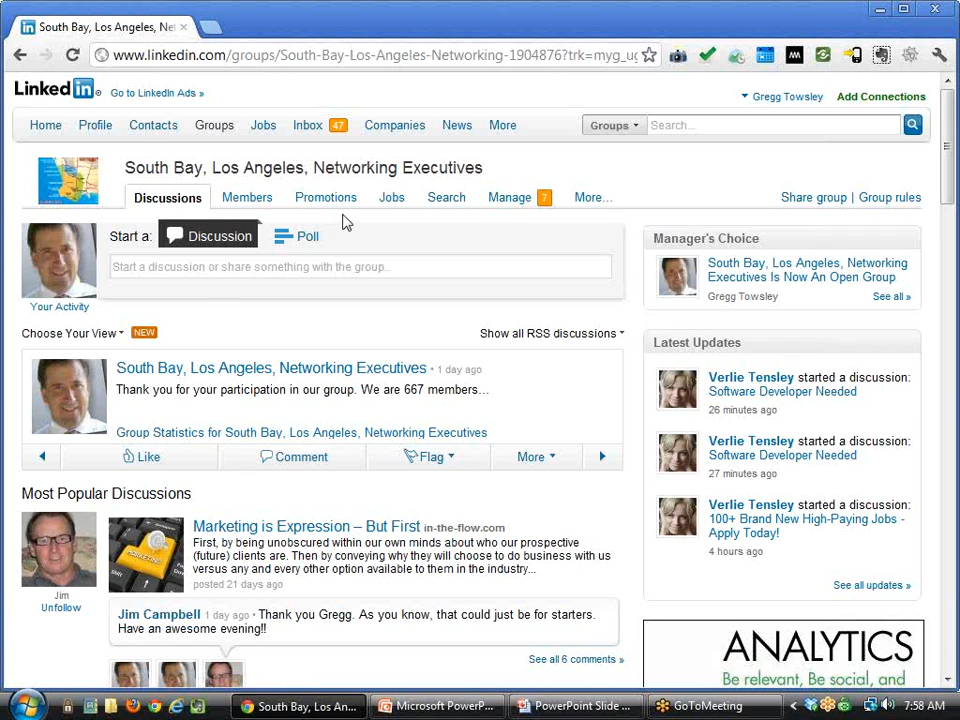 South Bay, Los Angeles, Ne
www.linkedin.com/groups/South-Bay-Los-Angeles-Networking-1904876?trk=myg_ug
Linked in Go to LinkedIn Ads »
Gregg Towsley Add Connections
Home Profile Contacts Groups Jobs Inbox 47 Companies News More
Groups Search...
South Bay, Los Angeles, Networking Executives
Discussions Members Promotions Jobs Search Manage 7 More...
Share group | Group rules
Start a: Discussion Poll
Start a discussion or share something with the group..
Your Activity
Manager's Choice
South Bay, Los Angeles, Networking
Executives Is Now An Open Group
Gregg Towsley See all »
Choose Your View NEW
Show all RSS discussions
South Bay, Los Angeles, Networking Executives • 1 day ago
Thank you for your participation in our group. We are 667 members...
Group Statistics for South Bay, Los Angeles, Networking Executives
Like Comment Flag More
Latest Updates
Verlie Tensley started a discussion:
Software Developer Needed
26 minutes ago
Verlie Tensley started a discussion:
Software Developer Needed
27 minutes ago
Verlie Tensley started a discussion:
100+ Brand New High-Paying Jobs -
Apply Today!
4 hours ago
See all updates »
Most Popular Discussions
Jim
Unfollow
MARKETING
Shift
Marketing is Expression – But First in-the-flow.com
First, by being unobscured within our own minds about who our prospective
(future) clients are. Then by conveying why they will choose to do business with us
versus any and every other option available to them in the industry...
posted 21 days ago
Jim Campbell 1 day ago • Thank you Gregg. As you know, that could just be for starters.
Have an awesome evening!!
See all 6 comments »
ANALYTICS
Be relevant, Be social, and
South Bay, Los An...
Microsoft PowerP...
PowerPoint Slide ...
GoToMeeting
7:58 AM